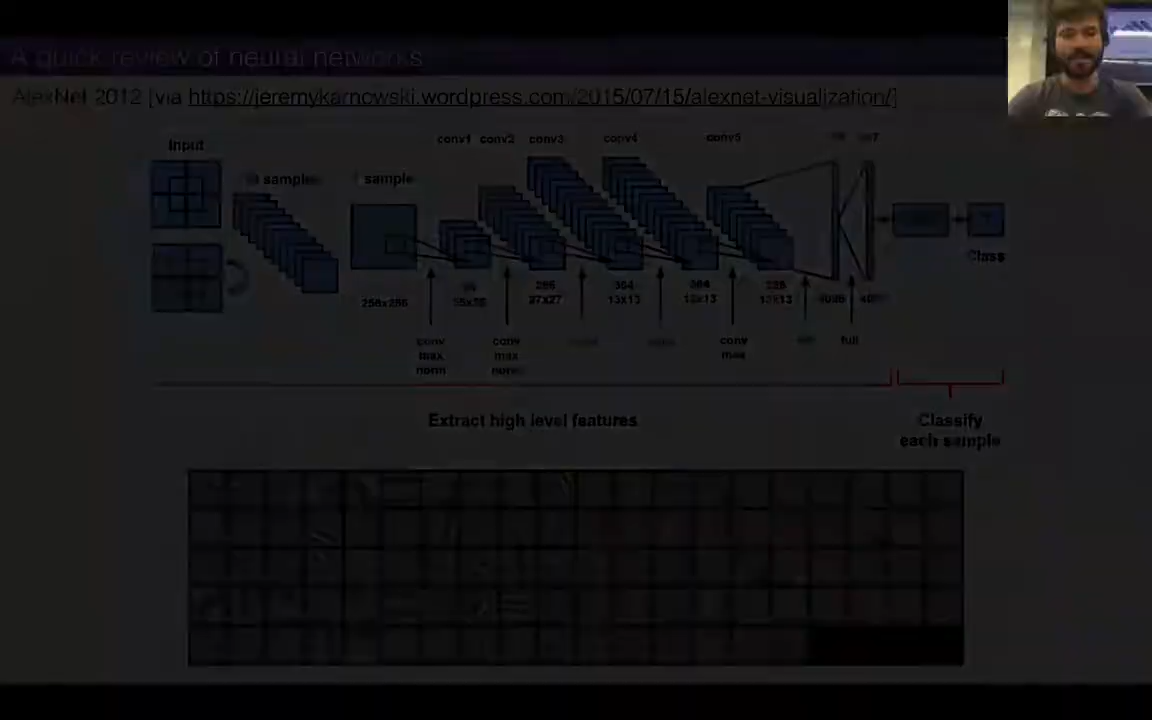 A quick review of neural networks
AlexNet 2012 [via https://jeremykarnowski.wordpress.com/2015/07/15/alexnet-visualization/]
conv1 conv2 conv3 conv4 conv5
Input
samples
sample
Class
256
27x27
384
13x13
384
13x13
256
13x13
256x256
55x55
4096
conv
max
norm
conv
max
norm
conv
max
full
Extract high level features
Classify
each sample